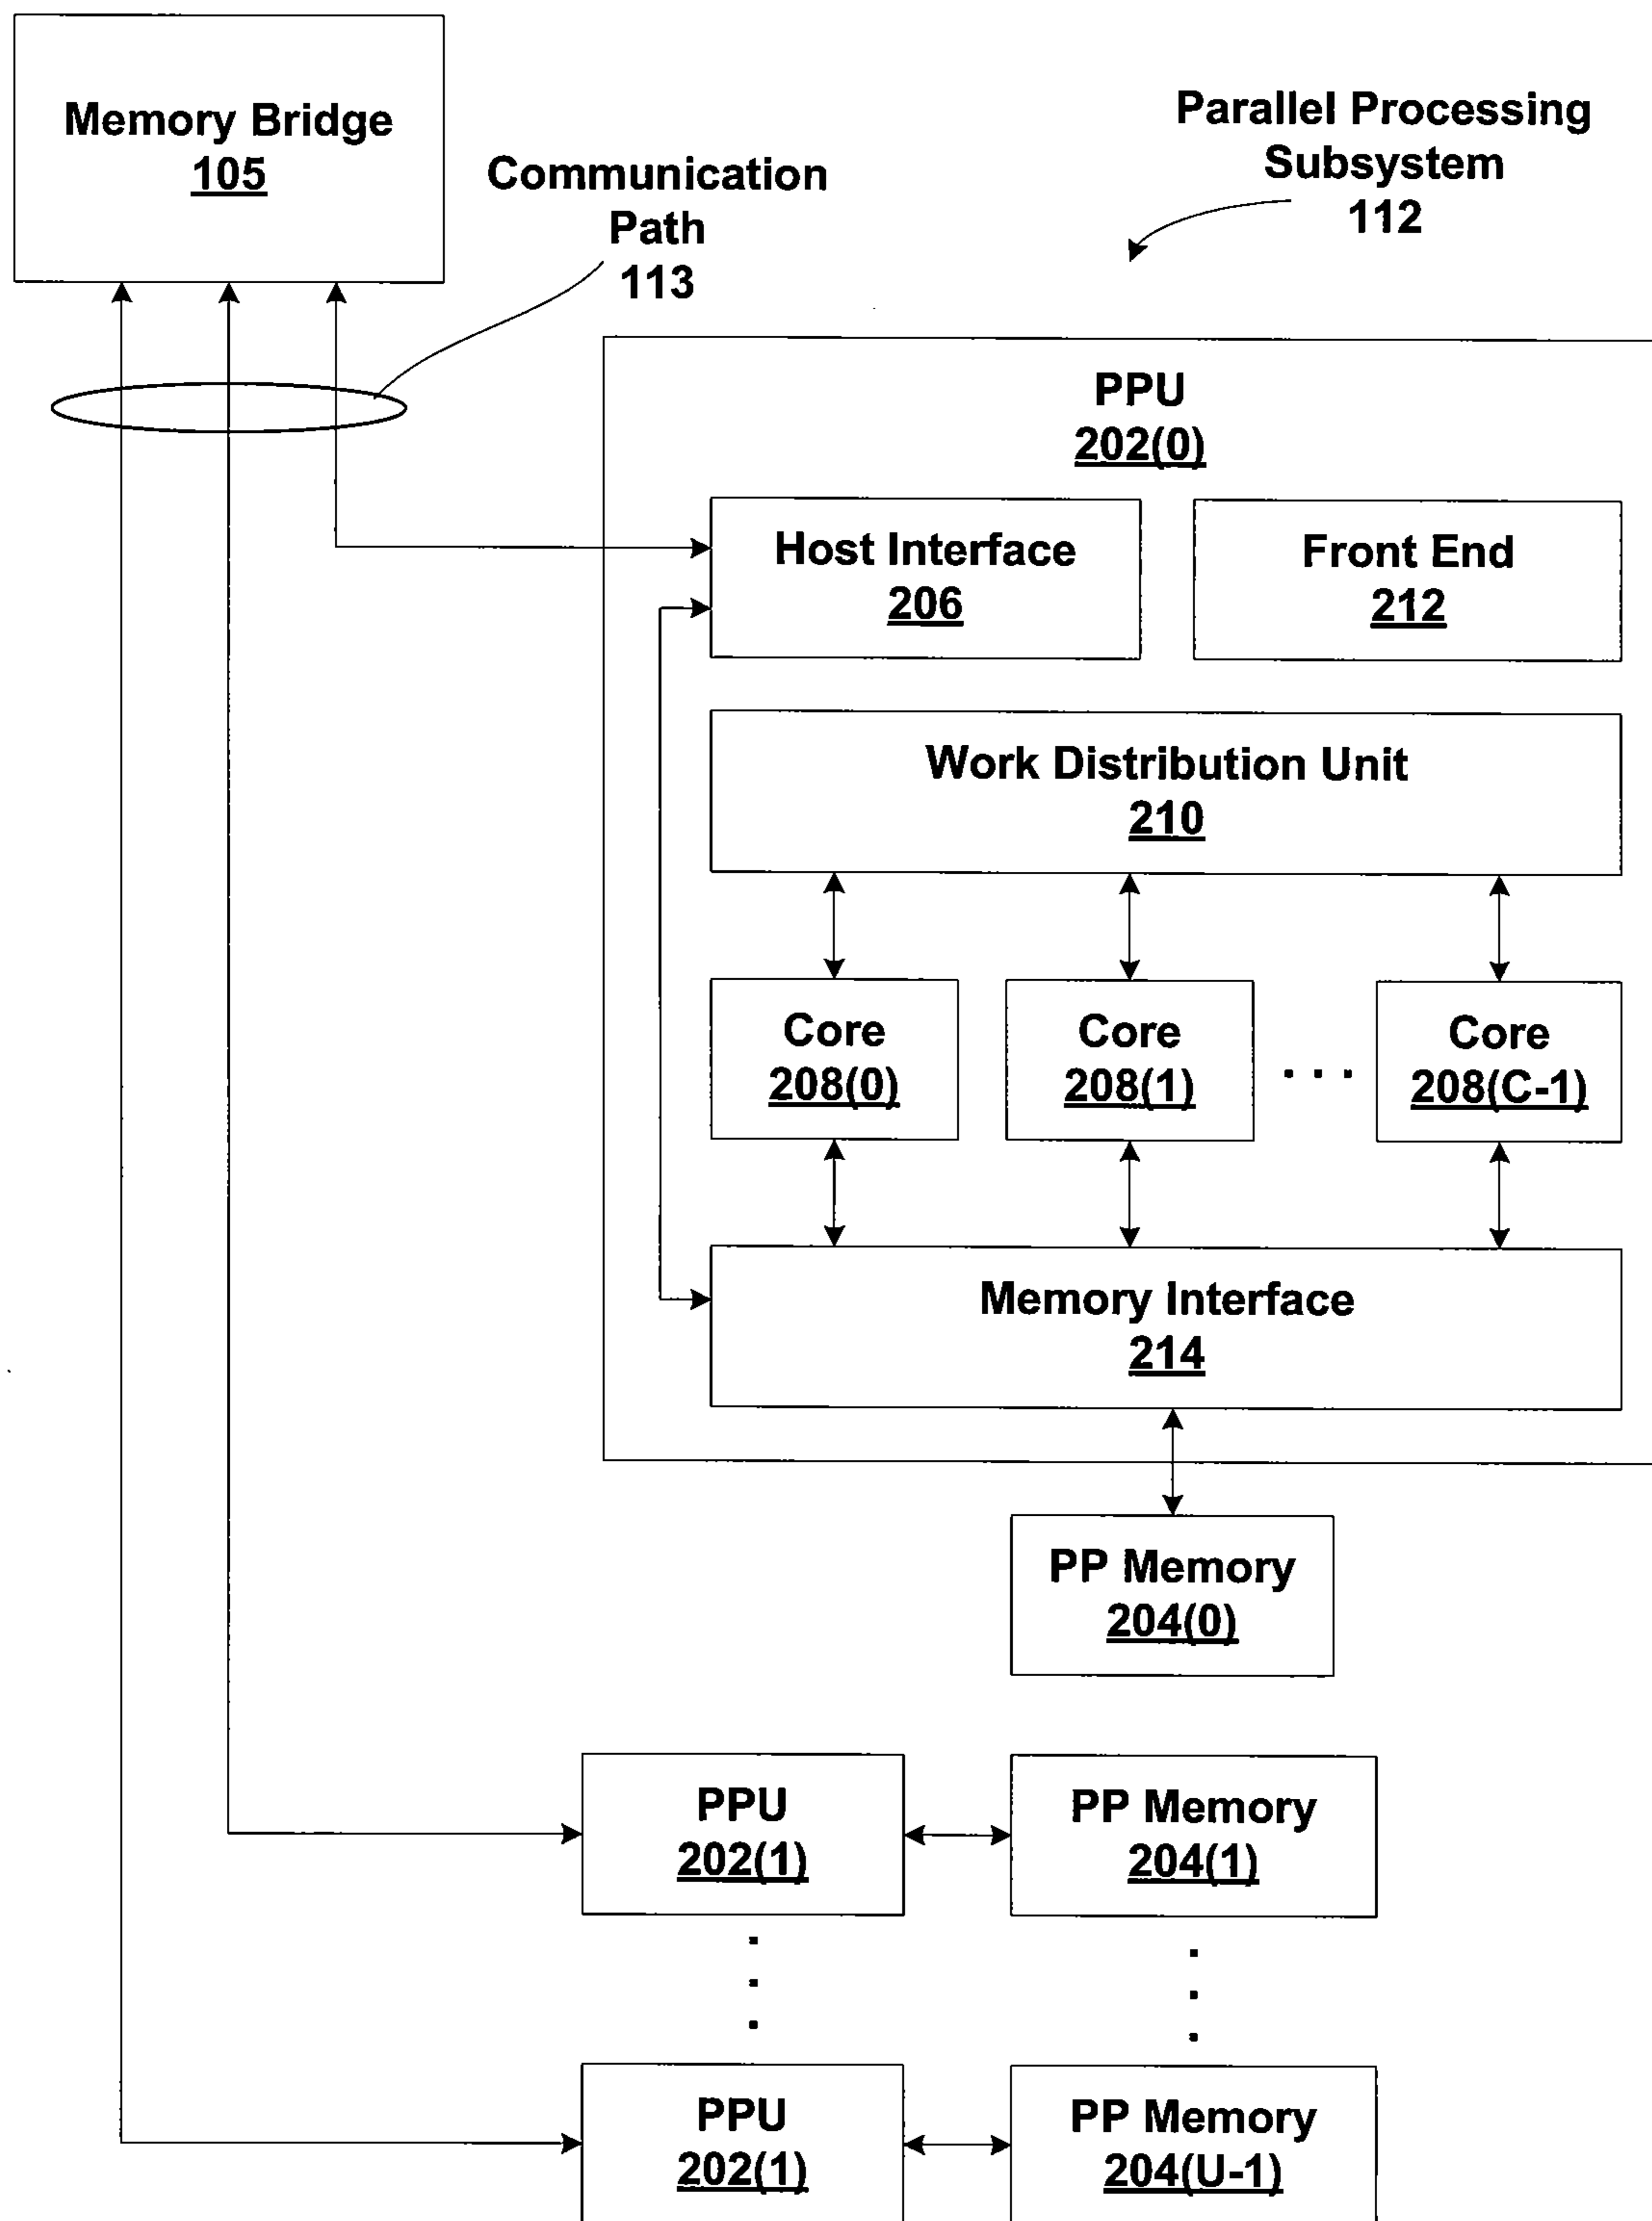 Memory Bridge
105
Communication
Path
113
Parallel Processing
Subsystem
112
PPU
202(0)
Host Interface
206
Front End
212
Work Distribution Unit
210
Core
208(0)
Core
208(1)
. . .
Core
208(C-1)
Memory Interface
214
PP Memory
204(0)
PPU
202(1)
PP Memory
204(1)
PPU
202(1)
PP Memory
204(U-1)